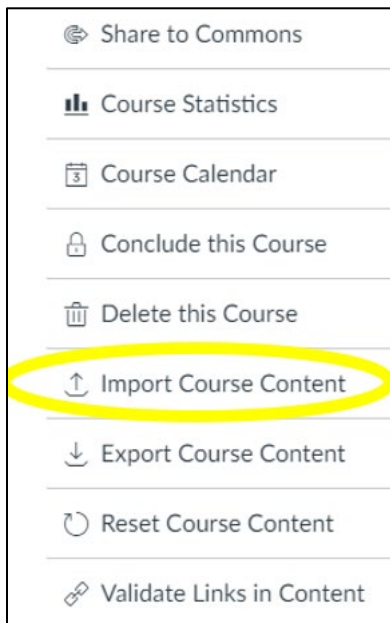 Share to Commons
Course Statistics
3 Course Calendar
Conclude this Course
Delete this Course
Import Course Content
Export Course Content
Reset Course Content
Validate Links in Content